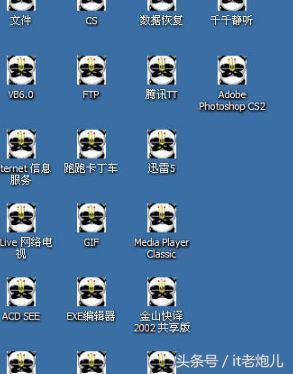 文件 CS 数据恢复 千千静听
VB6.0 FTP 腾讯TT Adobe
Photoshop CS2
ternet 信息 跑跑卡丁车 迅雷5
服务
Live 网络电 GIF Media Player
视 Classic
ACD SEE EXE编辑器 金山快译
2002 共享版
头条号 / it老炮儿